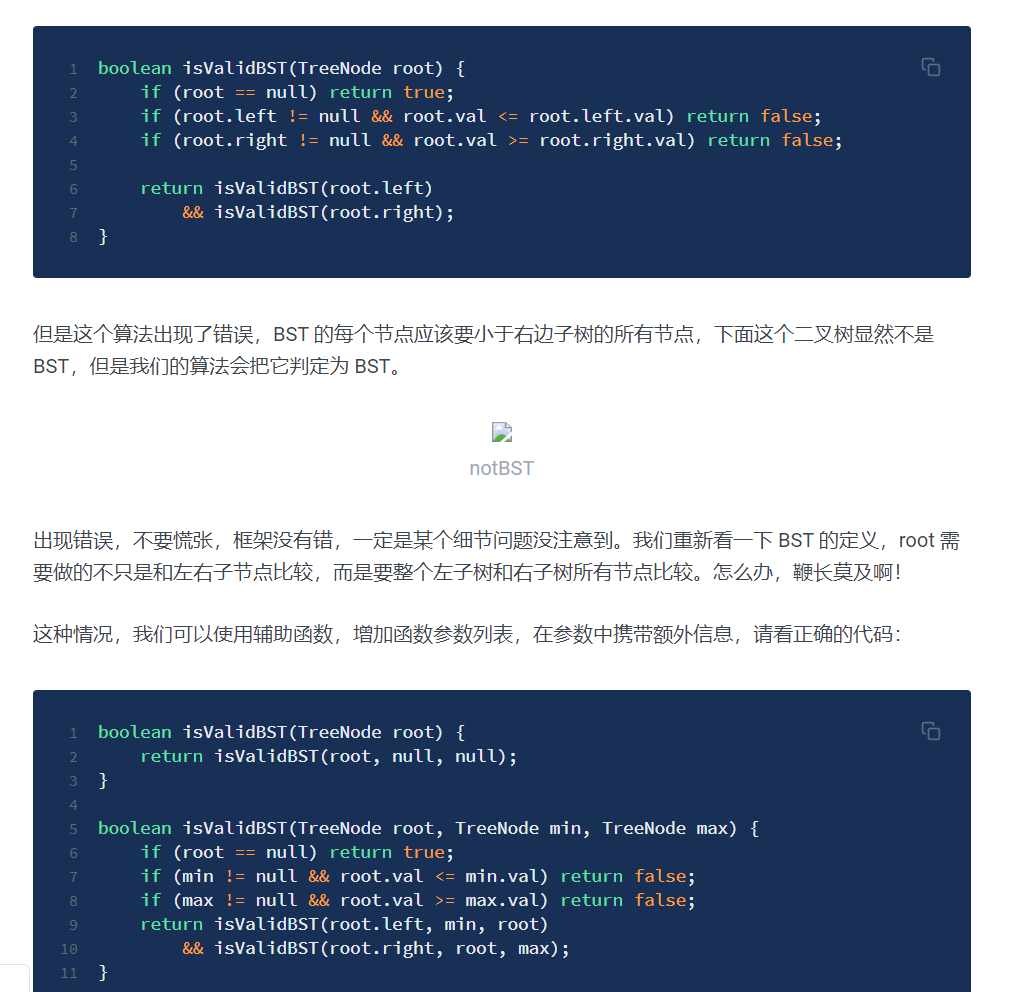 1 boolean isValidBST(TreeNode root) {
2     if (root == null) return true;
3     if (root.left != null && root.val <= root.left.val) return false;
4     if (root.right != null && root.val >= root.right.val) return false;
5
6     return isValidBST(root.left)
7         && isValidBST(root.right);
8 }
但是这个算法出现了错误，BST 的每个节点应该要小于右边子树的所有节点，下面这个二叉树显然不是
BST，但是我们的算法会把它判定为 BST。
notBST
出现错误，不要慌张，框架没有错，一定是某个细节问题没注意到。我们重新看一下 BST 的定义，root 需
要做的不只是和左右子节点比较，而是要整个左子树和右子树所有节点比较。怎么办，鞭长莫及啊！
这种情况，我们可以使用辅助函数，增加函数参数列表，在参数中携带额外信息，请看正确的代码：
1 boolean isValidBST(TreeNode root) {
2     return isValidBST(root, null, null);
3 }
4
5 boolean isValidBST(TreeNode root, TreeNode min, TreeNode max) {
6     if (root == null) return true;
7     if (min != null && root.val <= min.val) return false;
8     if (max != null && root.val >= max.val) return false;
9     return isValidBST(root.left, min, root)
10         && isValidBST(root.right, root, max);
11 }